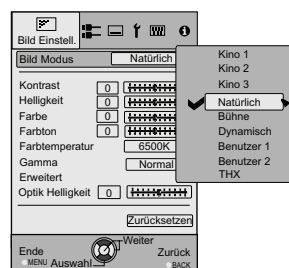 Bild Einstell.
Bild Modus Natürlich
Kontrast 0
Helligkeit 0
Farbe 0
Farbton 0
Farbtemperatur 6500K
Gamma Normal
Erweitert
Optik Helligkeit 0
Zurücksetzen
Ende Weiter Zurück
MENU Auswahl BACK
Kino 1
Kino 2
Kino 3
Natürlich
Bühne
Dynamisch
Benutzer 1
Benutzer 2
THX